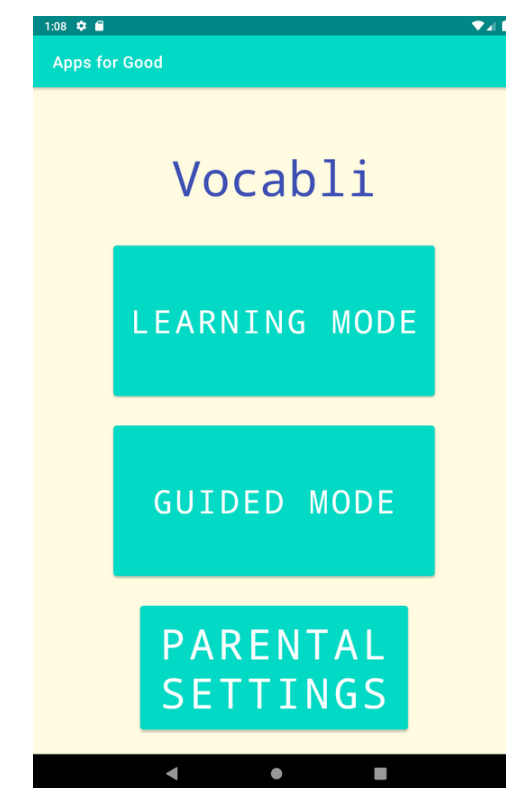 1:08
Apps for Good
Vocabli
LEARNING MODE
GUIDED MODE
PARENTAL
SETTINGS